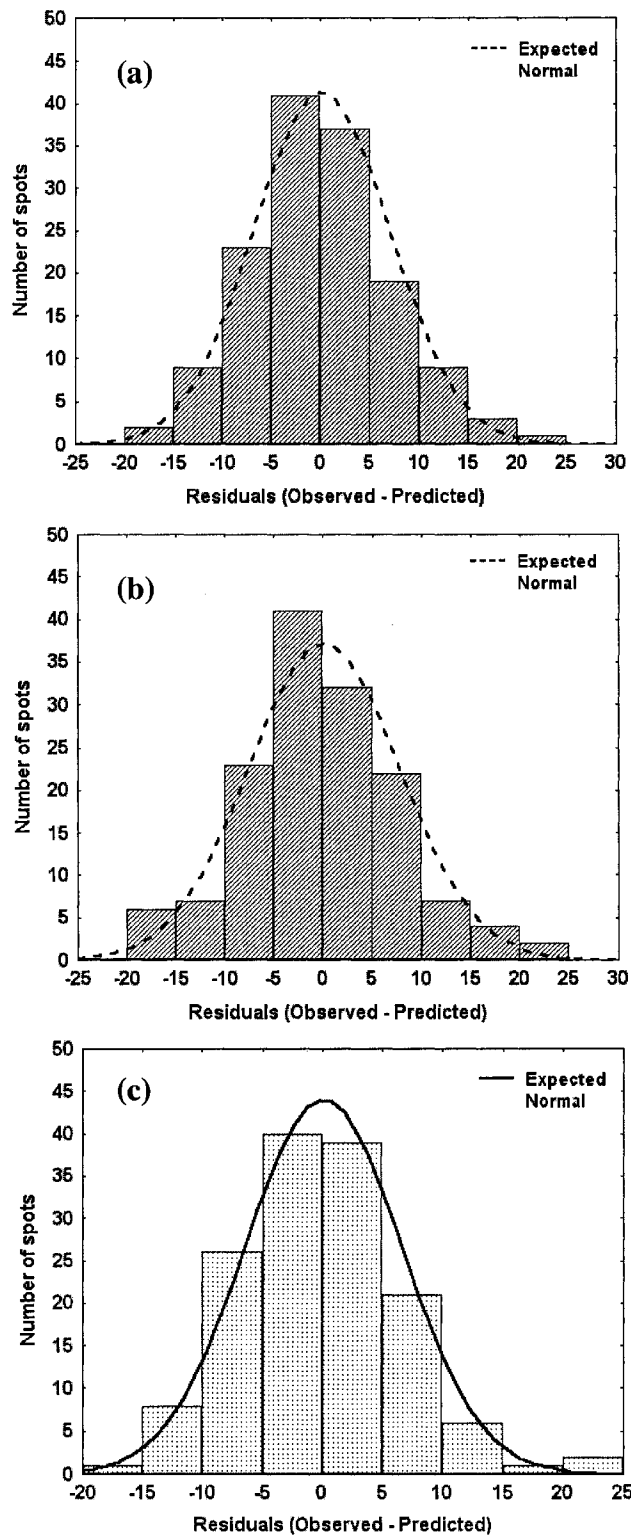 50
45
40
35
30
25
20
15
10
5
0
Number of spots
(a)
Expected
Normal
-25 -20 -15 -10 -5 0 5 10 15 20 25 30
Residuals (Observed - Predicted)
50
45
40
35
30
25
20
15
10
5
0
Number of spots
(b)
Expected
Normal
-25 -20 -15 -10 -5 0 5 10 15 20 25 30
Residuals (Observed - Predicted)
50
45
40
35
30
25
20
15
10
5
0
Number of spots
(c)
Expected
Normal
-20 -15 -10 -5 0 5 10 15 20 25
Residuals (Observed - Predicted)